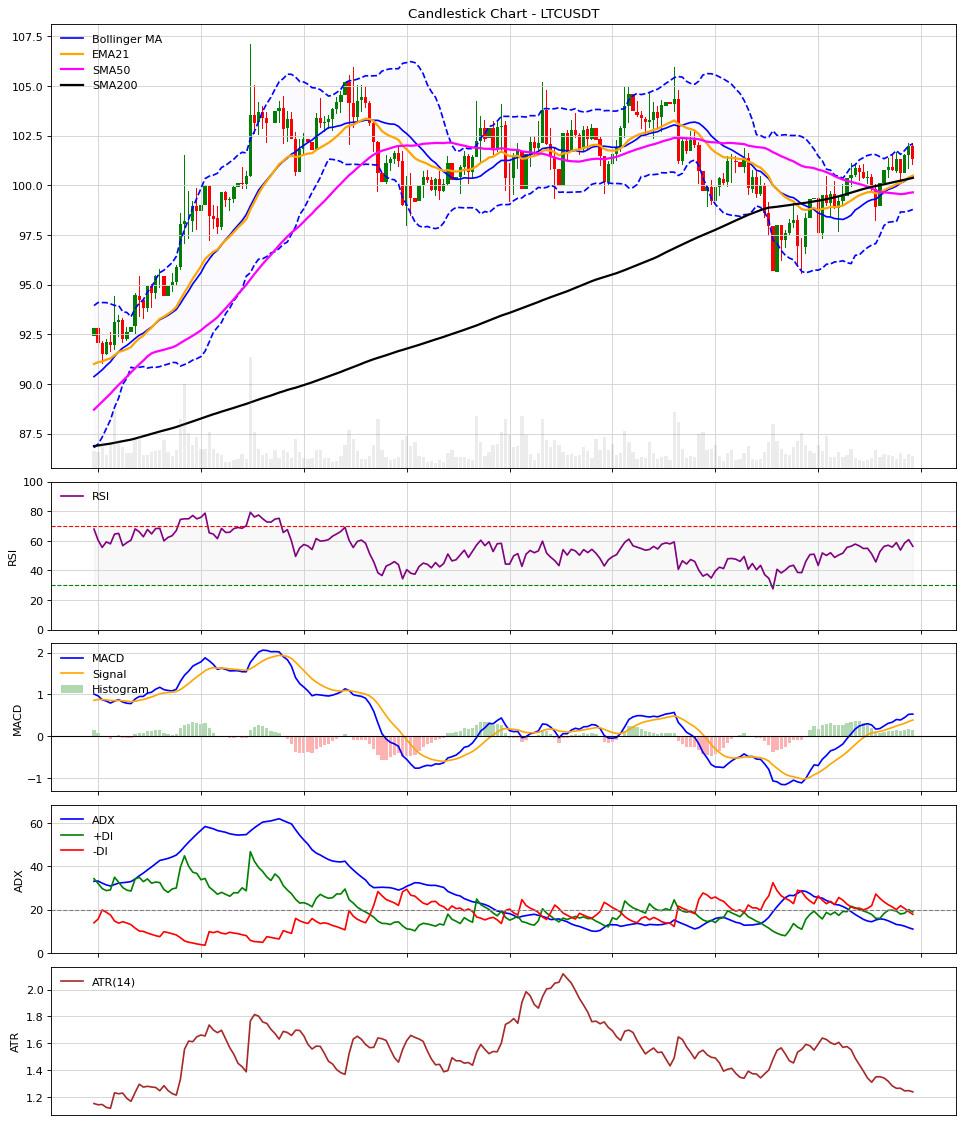 Candlestick Chart - LTCUSDT
Bollinger MA
EMA21
SMA50
SMA200
107.5
105.0
102.5
100.0
97.5
95.0
92.5
90.0
87.5
RSI
RSI
100
80
60
40
20
0
MACD
Signal
Histogram
MACD
2
1
0
−1
ADX
+DI
-DI
ADX
60
40
20
0
ATR(14)
ATR
2.0
1.8
1.6
1.4
1.2